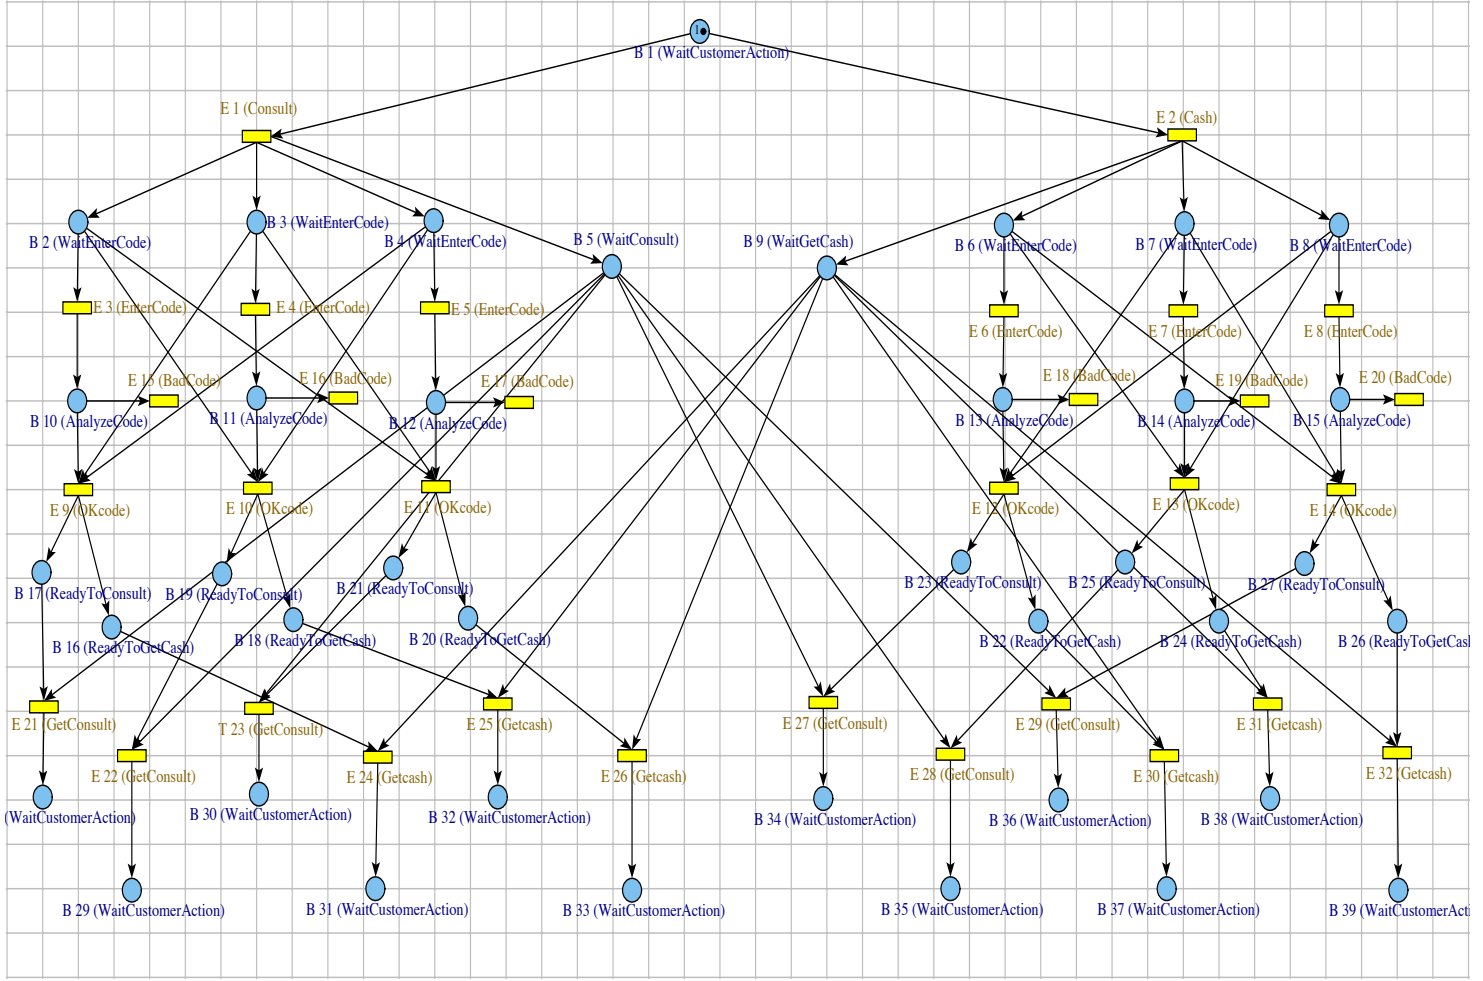 1
B 1 (WaitCustomerAction)
E 1 (Consult)
E 2 (Cash)
B 2 (WaitEnterCode)
B 3 (WaitEnterCode)
B 4 (WaitEnterCode)
B 5 (WaitConsult)
B 9 (WaitGetCash)
B 6 (WaitEnterCode)
B 7 (WaitEnterCode)
B 8 (WaitEnterCode)
E 3 (EnterCode)
E 4 (EnterCode)
E 5 (EnterCode)
E 6 (EnterCode)
E 7 (EnterCode)
E 8 (EnterCode)
E 15 (BadCode)
E 16 (BadCode)
E 17 (BadCode)
E 18 (BadCode)
E 19 (BadCode)
E 20 (BadCode)
B 10 (AnalyzeCode)
B 11 (AnalyzeCode)
B 12 (AnalyzeCode)
B 13 (AnalyzeCode)
B 14 (AnalyzeCode)
B 15 (AnalyzeCode)
E 9 (OKcode)
E 10 (OKcode)
E 11 (OKcode)
E 12 (OKcode)
E 13 (OKcode)
E 14 (OKcode)
B 17 (ReadyToConsult)
B 19 (ReadyToConsult)
B 21 (ReadyToConsult)
B 23 (ReadyToConsult)
B 25 (ReadyToConsult)
B 27 (ReadyToConsult)
B 16 (ReadyToGetCash)
B 18 (ReadyToGetCash)
B 20 (ReadyToGetCash)
B 22 (ReadyToGetCash)
B 24 (ReadyToGetCash)
B 26 (ReadyToGetCash
E 21 (GetConsult)
T 23 (GetConsult)
E 25 (Getcash)
E 27 (GetConsult)
E 29 (GetConsult)
E 31 (Getcash)
E 22 (GetConsult)
E 24 (Getcash)
E 26 (Getcash)
E 28 (GetConsult)
E 30 (Getcash)
E 32 (Getcash)
(WaitCustomerAction)
B 30 (WaitCustomerAction)
B 32 (WaitCustomerAction)
B 34 (WaitCustomerAction)
B 36 (WaitCustomerAction)
B 38 (WaitCustomerAction)
B 29 (WaitCustomerAction)
B 31 (WaitCustomerAction)
B 33 (WaitCustomerAction)
B 35 (WaitCustomerAction)
B 37 (WaitCustomerAction)
B 39 (WaitCustomerActi